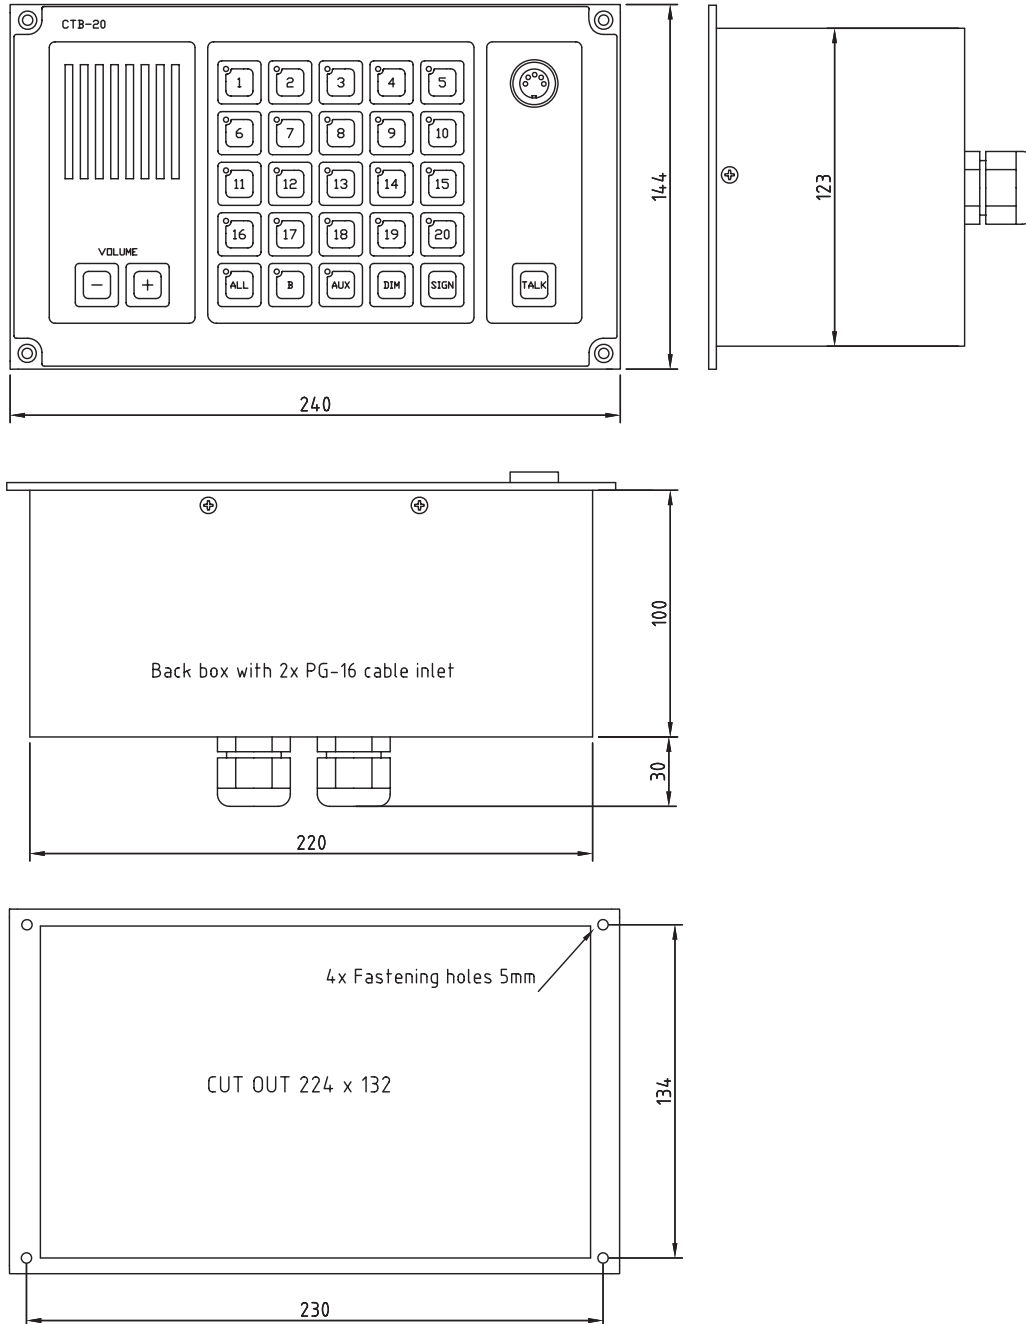 CTB-20
1 2 3 4 5
6 7 8 9 10
11 12 13 14 15
16 17 18 19 20
VOLUME
- +
ALL B AUX DIM SIGN
TALK
144
123
240
100
Back box with 2x PG-16 cable inlet
30
220
4x Fastening holes 5mm
CUT OUT 224 x 132
134
230